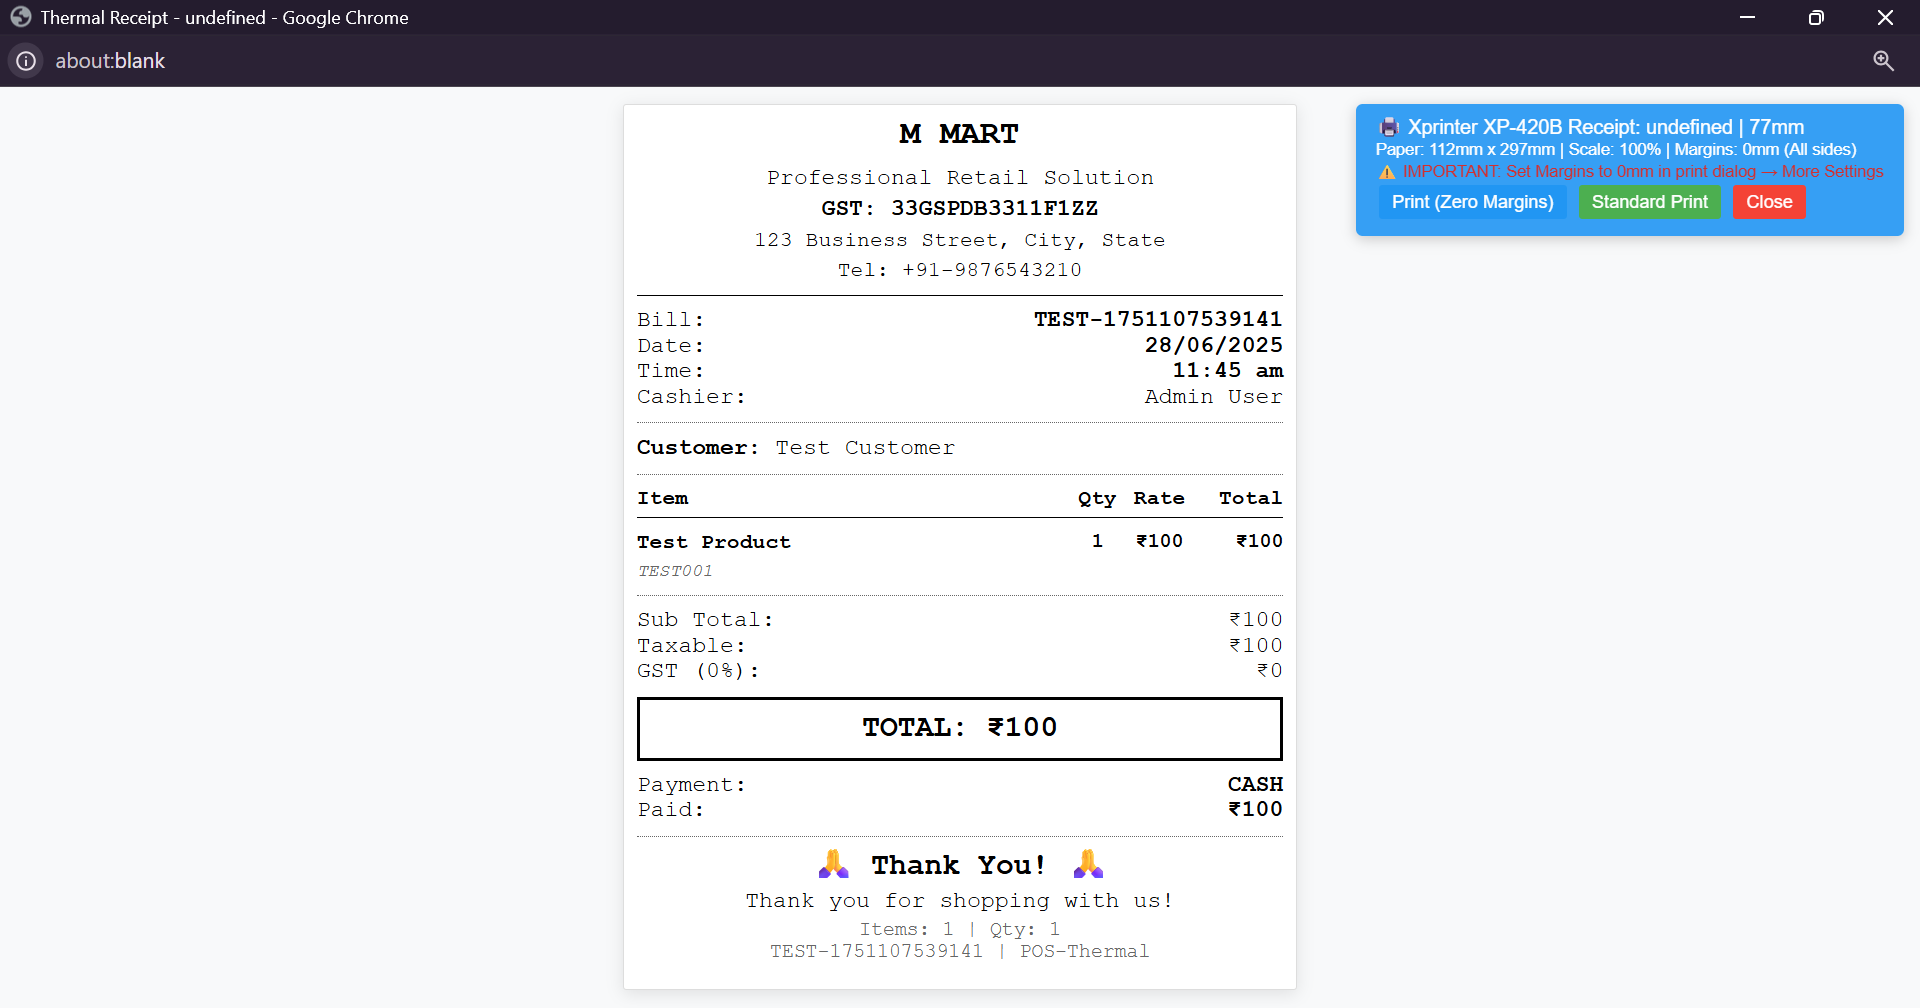 Thermal Receipt - undefined - Google Chrome
about:blank
M MART
Professional Retail Solution
GST: 33GSPDB3311F1ZZ
123 Business Street, City, State
Tel: +91-9876543210
Bill: TEST-1751107539141
Date: 28/06/2025
Time: 11:45 am
Cashier: Admin User
Customer: Test Customer
Item Qty Rate Total
Test Product 1 ₹100 ₹100
TEST001
Sub Total: ₹100
Taxable: ₹100
GST (0%): ₹0
TOTAL: ₹100
Payment: CASH
Paid: ₹100
🙏 Thank You! 🙏
Thank you for shopping with us!
Items: 1 | Qty: 1
TEST-1751107539141 | POS-Thermal
🖨️ Xprinter XP-420B Receipt: undefined | 77mm
Paper: 112mm x 297mm | Scale: 100% | Margins: 0mm (All sides)
⚠️ IMPORTANT: Set Margins to 0mm in print dialog → More Settings
Print (Zero Margins) Standard Print Close